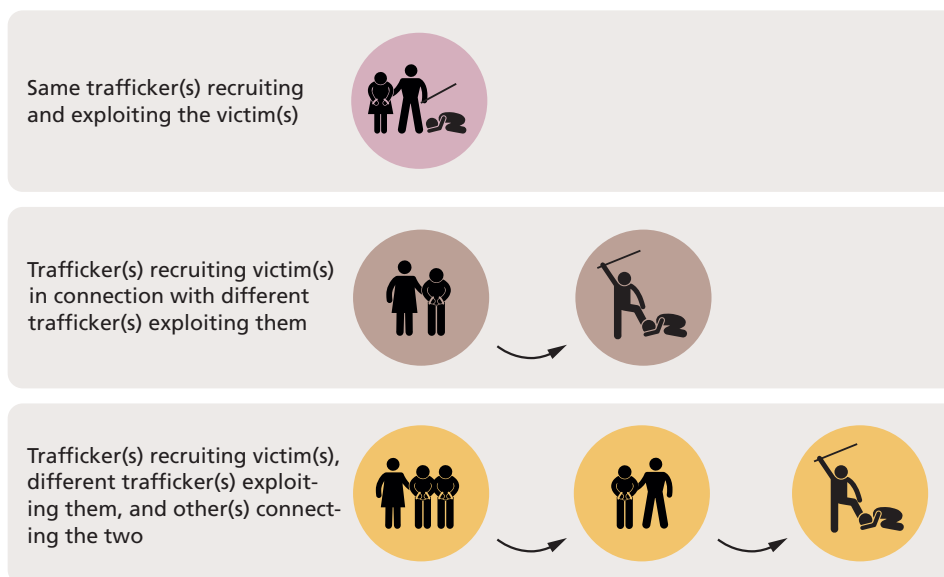 Same trafficker(s) recruiting
and exploiting the victim(s)
Trafficker(s) recruiting victim(s)
in connection with different
trafficker(s) exploiting them
Trafficker(s) recruiting victim(s),
different trafficker(s) exploit-
ing them, and other(s) connect-
ing the two